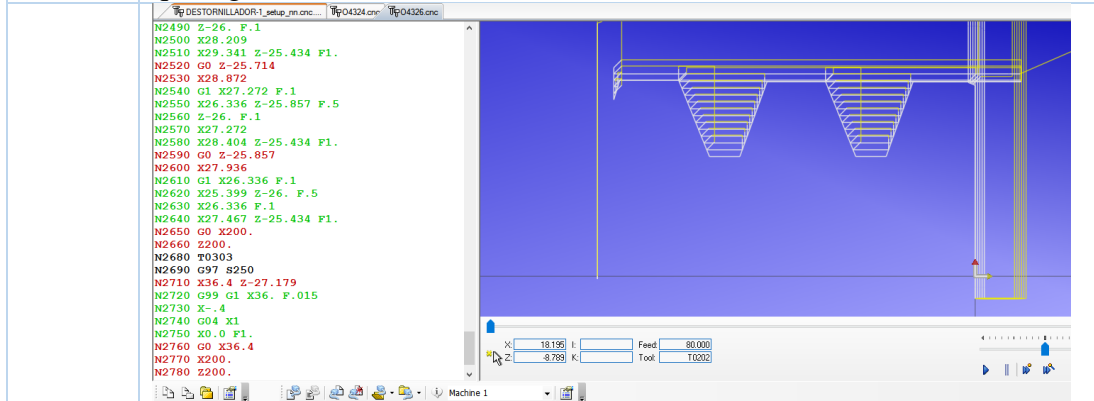 DESTORNILLADOR-1_setup_nn.cnc.... O4324.cnc O4326.cnc
N2490 Z-26. F.1
N2500 X28.209
N2510 X29.341 Z-25.434 F1.
N2520 G0 Z-25.714
N2530 X28.872
N2540 G1 X27.272 F.1
N2550 X26.336 Z-25.857 F.5
N2560 Z-26. F.1
N2570 X27.272
N2580 X28.404 Z-25.434 F1.
N2590 G0 Z-25.857
N2600 X27.936
N2610 G1 X26.336 F.1
N2620 X25.399 Z-26. F.5
N2630 X26.336 F.1
N2640 X27.467 Z-25.434 F1.
N2650 G0 X200.
N2660 Z200.
N2680 T0303
N2690 G97 S250
N2710 X36.4 Z-27.179
N2720 G99 G1 X36. F.015
N2730 X-.4
N2740 G04 X1
N2750 X0.0 F1.
N2760 G0 X36.4
N2770 X200.
N2780 Z200.
X: 18.195 I: Feed: 80.000
Z: -8.789 K: Tool: T0202
Machine 1